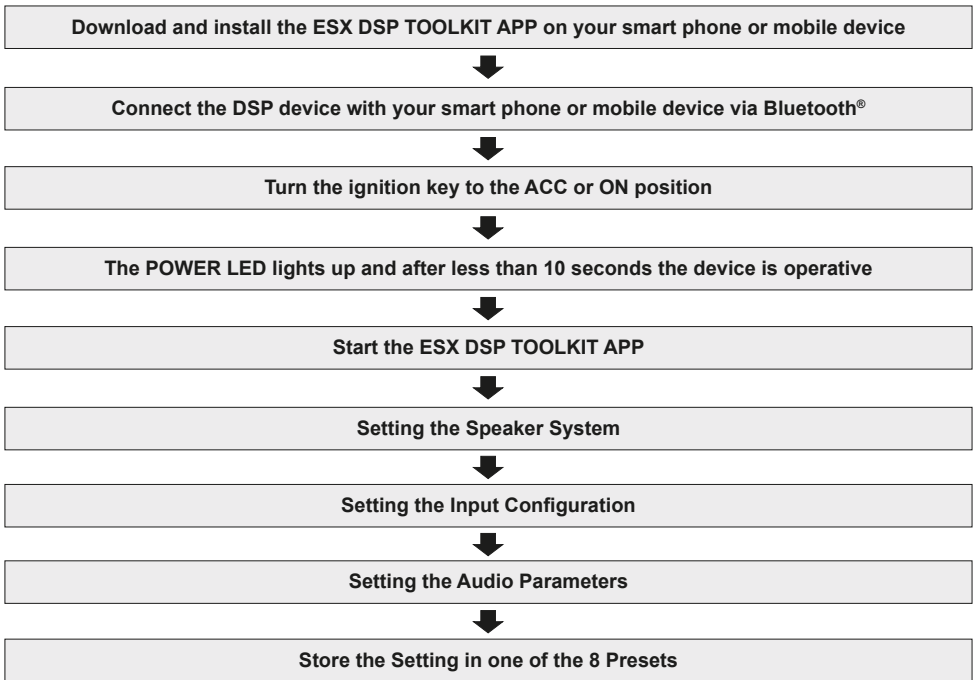 Download and install the ESX DSP TOOLKIT APP on your smart phone or mobile device
Connect the DSP device with your smart phone or mobile device via Bluetooth®
Turn the ignition key to the ACC or ON position
The POWER LED lights up and after less than 10 seconds the device is operative
Start the ESX DSP TOOLKIT APP
Setting the Speaker System
Setting the Input Configuration
Setting the Audio Parameters
Store the Setting in one of the 8 Presets